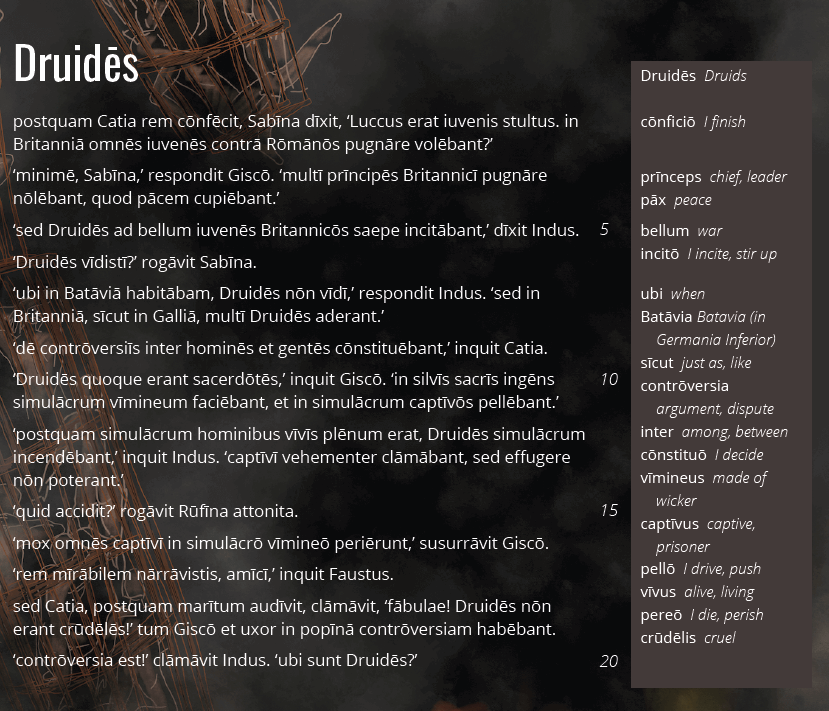 Druidēs
postquam Catia rem cōnfēcit, Sabīna dīxit, ‘Luccus erat iuvenis stultus. in
Britanniā omnēs iuvenēs contrā Rōmānōs pugnāre volēbant?’
‘minimē, Sabīna,’ respondit Giscō. ‘multī prīncipēs Britannicī pugnāre
nōlēbant, quod pācem cupiēbant.’
‘sed Druidēs ad bellum iuvenēs Britannicōs saepe incitābant,’ dīxit Indus. 5
‘Druidēs vīdistī?’ rogāvit Sabīna.
‘ubi in Batāviā habitābam, Druidēs nōn vīdī,’ respondit Indus. ‘sed in
Britanniā, sīcut in Galliā, multī Druidēs aderant.’
‘dē contrōversiīs inter hominēs et gentēs cōnstituēbant,’ inquit Catia.
‘Druidēs quoque erant sacerdōtēs,’ inquit Giscō. ‘in silvīs sacrīs ingēns 10
simulācrum vīmineum faciēbant, et in simulācrum captīvōs pellēbant.’
‘postquam simulācrum hominibus vīvīs plēnum erat, Druidēs simulācrum
incendēbant,’ inquit Indus. ‘captīvī vehementer clāmābant, sed effugere
nōn poterant.’
‘quid accidit?’ rogāvit Rūfīna attonita. 15
‘mox omnēs captīvī in simulācrō vīmineō periērunt,’ susurrāvit Giscō.
‘rem mīrābilem nārrāvistis, amīcī,’ inquit Faustus.
sed Catia, postquam marītum audīvit, clāmāvit, ‘fābulae! Druidēs nōn
erant crūdēlēs!’ tum Giscō et uxor in popīnā contrōversiam habēbant.
‘contrōversia est!’ clāmāvit Indus. ‘ubi sunt Druidēs?’ 20
Druidēs Druids
cōnficiō I finish
prīnceps chief, leader
pāx peace
bellum war
incitō I incite, stir up
ubi when
Batāvia Batavia (in
Germania Inferior)
sīcut just as, like
contrōversia
argument, dispute
inter among, between
cōnstituō I decide
vīmineus made of
wicker
captīvus captive,
prisoner
pellō I drive, push
vīvus alive, living
pereō I die, perish
crūdēlis cruel